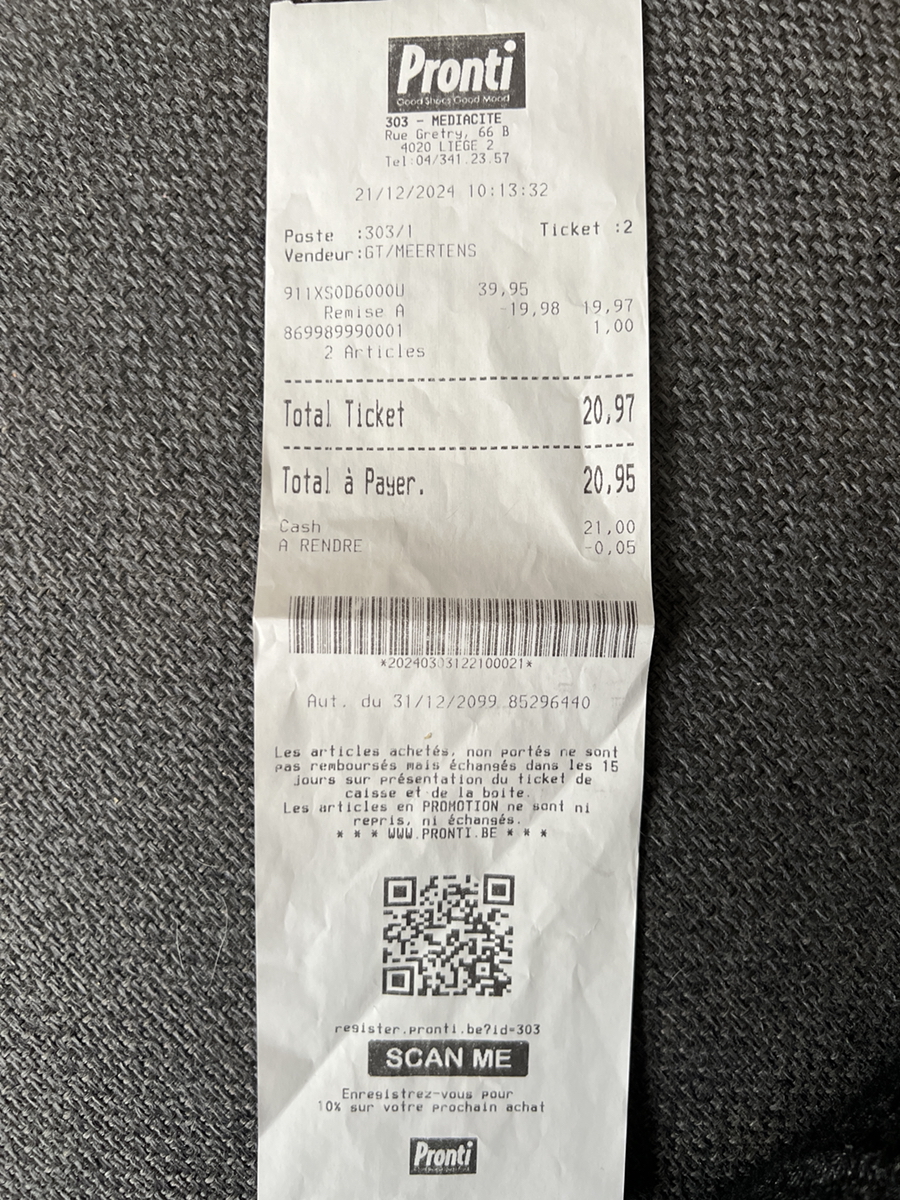 Pronti
Good Shoes Good Mood
303 - MEDIACITE
Rue Gretry, 66 B
4020 LIEGE 2
Tel:04/341.23.57
21/12/2024 10:13:32
Poste :303/1 Ticket :2
Vendeur:GT/MEERTENS
911XS0D6000U 39,95
Remise A -19,98 19,97
869989990001 1,00
2 Articles
Total Ticket 20,97
Total à Payer. 20,95
Cash 21,00
A RENDRE -0,05
*20240303122100021*
Aut. du 31/12/2099 85296440
Les articles achetés, non portés ne sont
pas remboursés mais échangés dans les 15
jours sur présentation du ticket de
caisse et de la boite.
Les articles en PROMOTION ne sont ni
repris, ni échangés.
* * * WWW.PRONTI.BE * * *
register.pronti.be?id=303
SCAN ME
Enregistrez-vous pour
10% sur votre prochain achat
Pronti